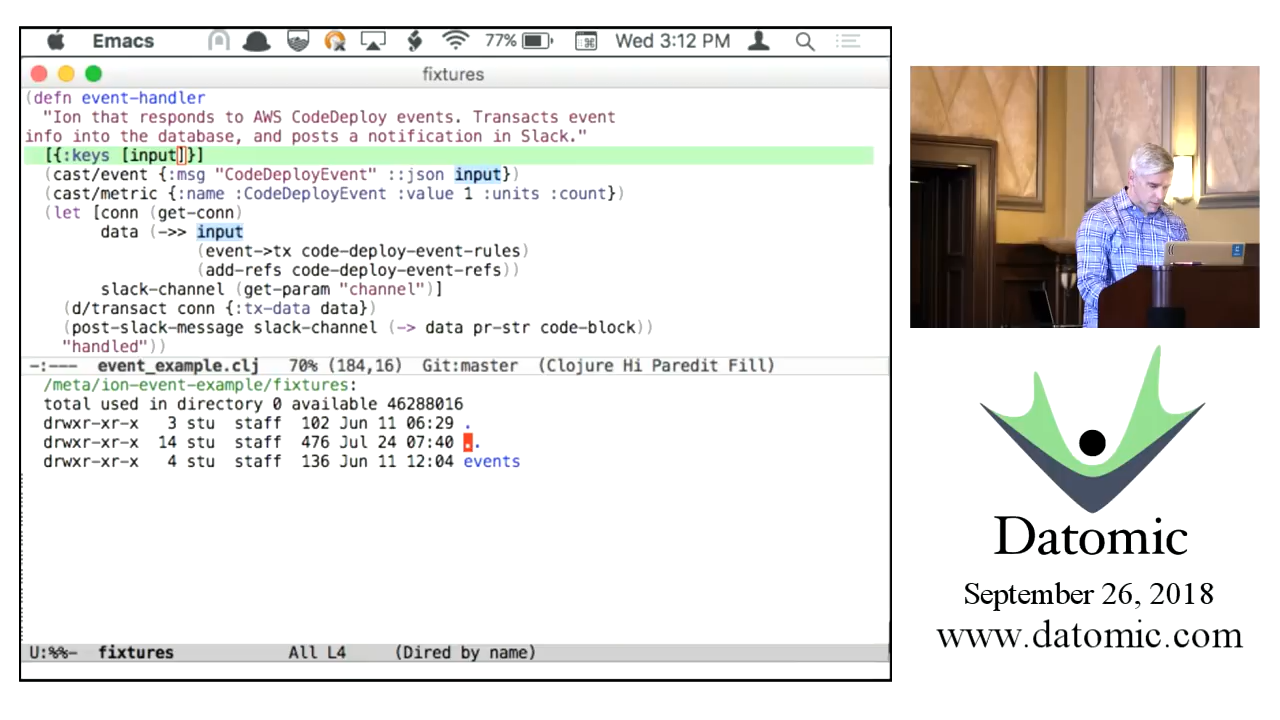 Emacs 77% Wed 3:12 PM
fixtures
(defn event-handler
"Ion that responds to AWS CodeDeploy events. Transacts event
info into the database, and posts a notification in Slack."
[{:keys [input]}]
(cast/event {:msg "CodeDeployEvent" ::json input})
(cast/metric {:name :CodeDeployEvent :value 1 :units :count})
(let [conn (get-conn)
data (->> input
(event->tx code-deploy-event-rules)
(add-refs code-deploy-event-refs))
slack-channel (get-param "channel")]
(d/transact conn {:tx-data data})
(post-slack-message slack-channel (-> data pr-str code-block))
"handled"))
-:--- event_example.clj 70% (184,16) Git:master (Clojure Hi Paredit Fill)
/meta/ion-event-example/fixtures:
total used in directory 0 available 46288016
drwxr-xr-x 3 stu staff 102 Jun 11 06:29 .
drwxr-xr-x 14 stu staff 476 Jul 24 07:40 ..
drwxr-xr-x 4 stu staff 136 Jun 11 12:04 events
U:%%- fixtures All L4 (Dired by name)
Datomic
September 26, 2018
www.datomic.com